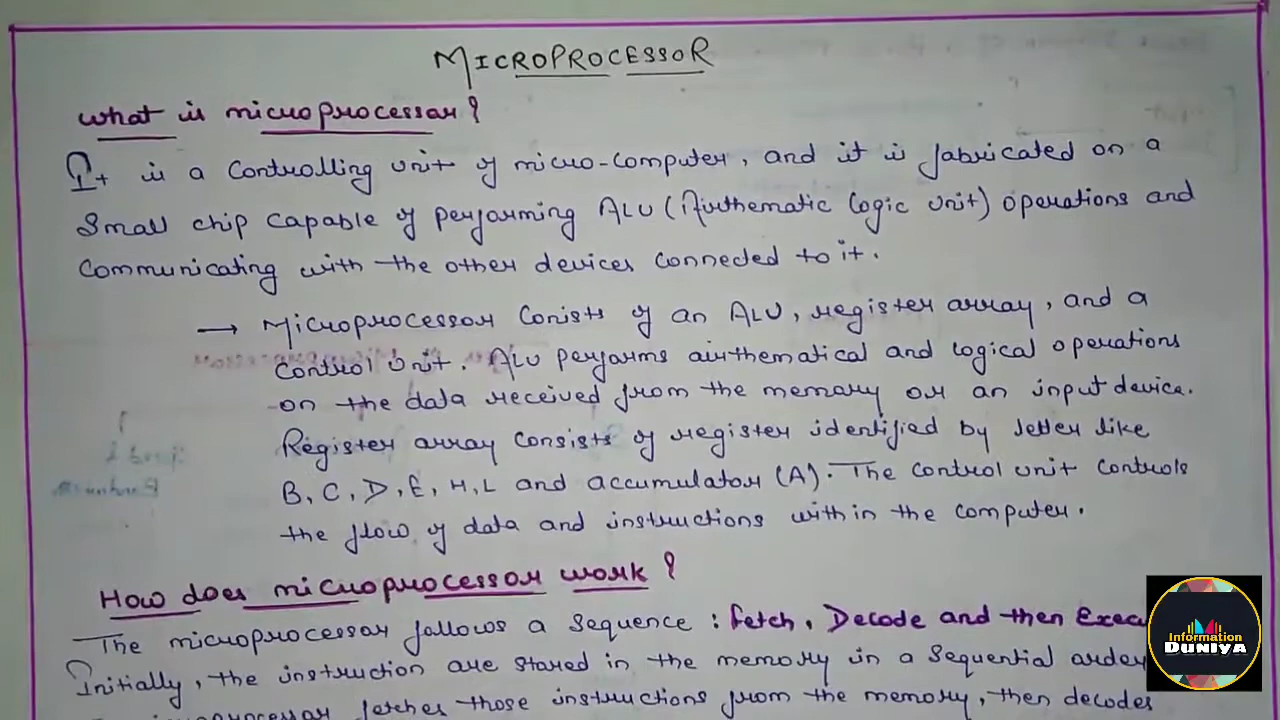 MICROPROCESSOR
What is microprocessor?
It is a controlling unit of micro-computer, and it is fabricated on a
small chip capable of performing ALU (Airthematic logic unit) operations and
communicating with the other devices connected to it.
→ Microprocessor conists of an ALU, register array, and a
control unit. ALU performs airthematical and logical operations
on the data received from the memory or an input device.
Register array consists of register identified by letter like
B, C, D, E, H, L and accumulator (A). The control unit controls
the flow of data and instructions within the computer.
How does microprocessor work?
The microprocessor follows a sequence : Fetch, Decode and then Execu
Initially, the instruction are stored in the memory in a sequential order
fetches those instructions from the memory, then decodes
Information
DUNIYA